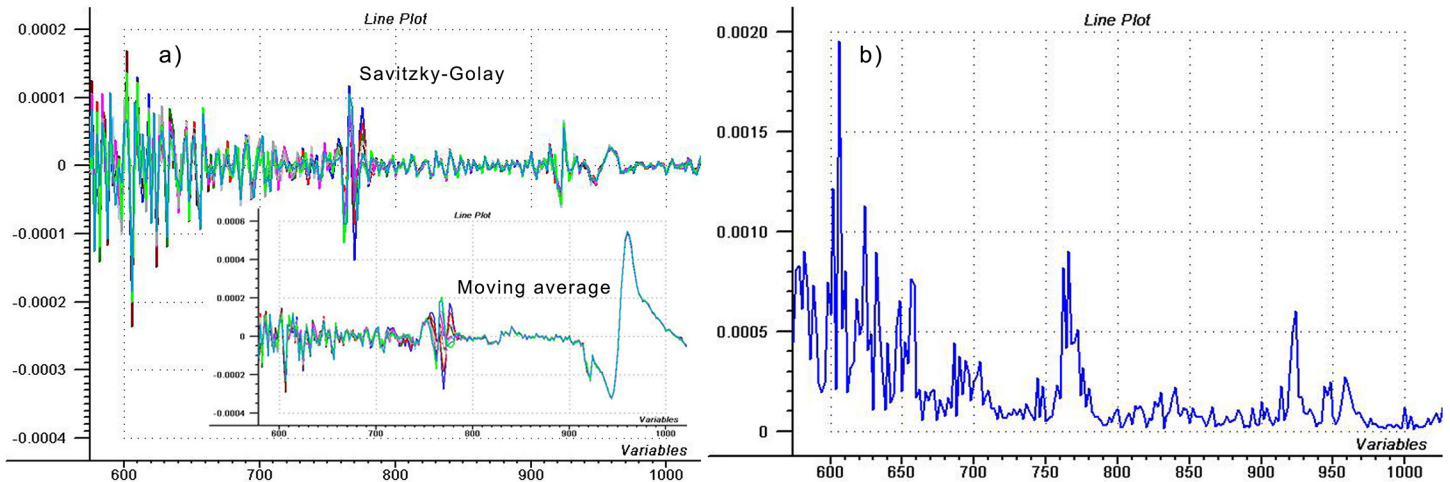 Line Plot
a)
Savitzky-Golay
0.0002
0.0001
0
-0.0001
-0.0002
-0.0003
-0.0004
600 700 800 900 1000
Variables
Line Plot
Moving average
0.0006
0.0004
0.0002
0
-0.0002
-0.0004
600 700 800 900 1000
Variables
Line Plot
b)
0.0020
0.0015
0.0010
0.0005
0
600 650 700 750 800 850 900 950 1000
Variables